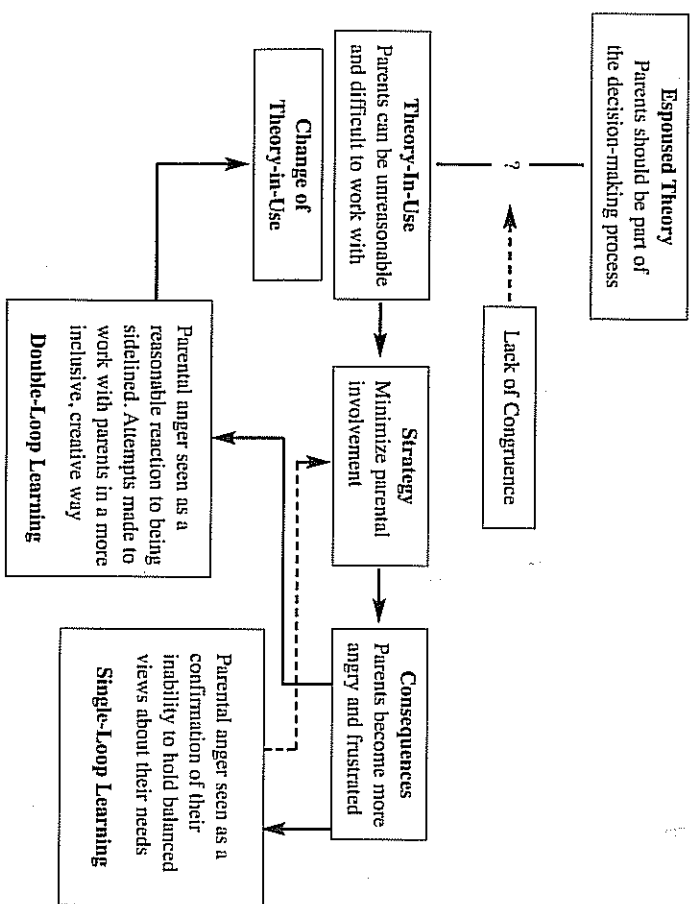 Espoused Theory
Parents should be part of
the decision-making process
?
Lack of Congruence
Theory-In-Use
Parents can be unreasonable
and difficult to work with
Strategy
Minimize parental
involvement
Consequences
Parents become more
angry and frustrated
Change of
Theory-in-Use
Parental anger seen as a
reasonable reaction to being
sidelined. Attempts made to
work with parents in a more
inclusive, creative way
Double-Loop Learning
Parental anger seen as a
confirmation of their
inability to hold balanced
views about their needs
Single-Loop Learning